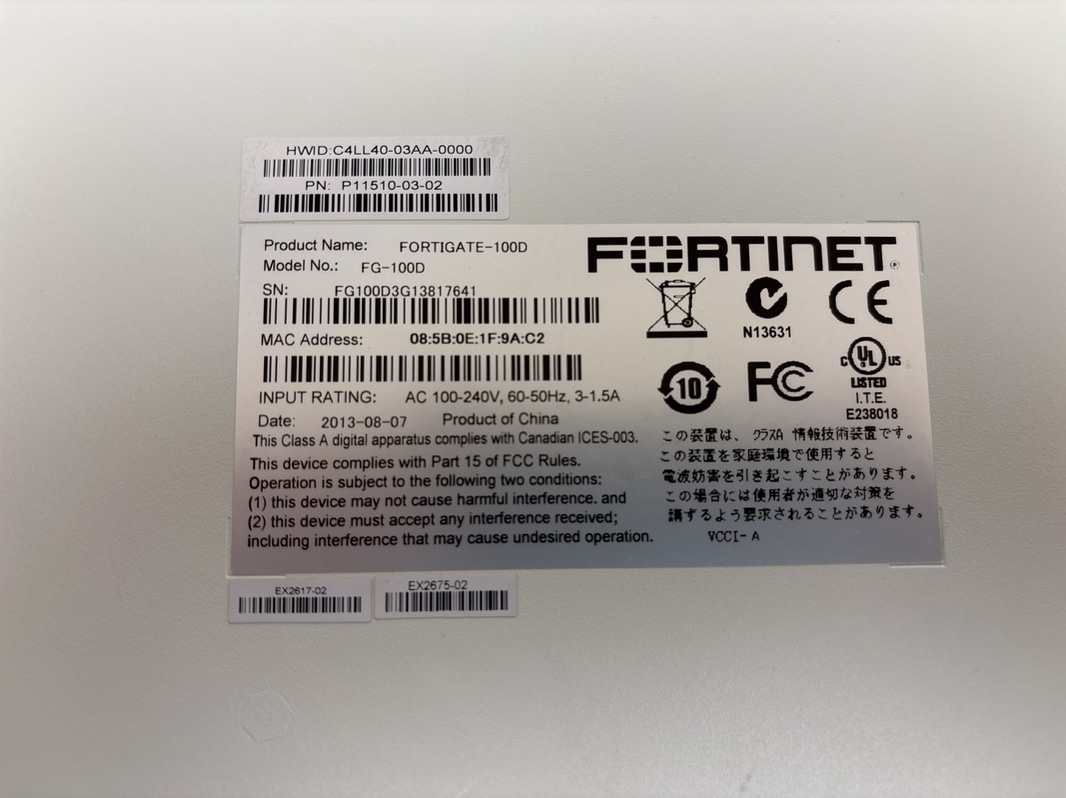 HWID:C4LL40-03AA-0000
PN: P11510-03-02
Product Name: FORTIGATE-100D
Model No.: FG-100D
SN: FG100D3G13817641
MAC Address: 08:5B:0E:1F:9A:C2
INPUT RATING: AC 100-240V, 60-50Hz, 3-1.5A
Date: 2013-08-07 Product of China
This Class A digital apparatus complies with Canadian ICES-003.
This device complies with Part 15 of FCC Rules.
Operation is subject to the following two conditions:
(1) this device may not cause harmful interference. and
(2) this device must accept any interference received;
including interference that may cause undesired operation.
FORTINET
N13631
CE
10
FC
C UL US
LISTED
I.T.E.
E238018
この装置は、クラスA 情報技術装置です。
この装置を家庭環境で使用すると
電波妨害を引き起こすことがあります。
この場合には使用者が適切な対策を
講ずるよう要求されることがあります。
VCCI-A
EX2617-02
EX2675-02